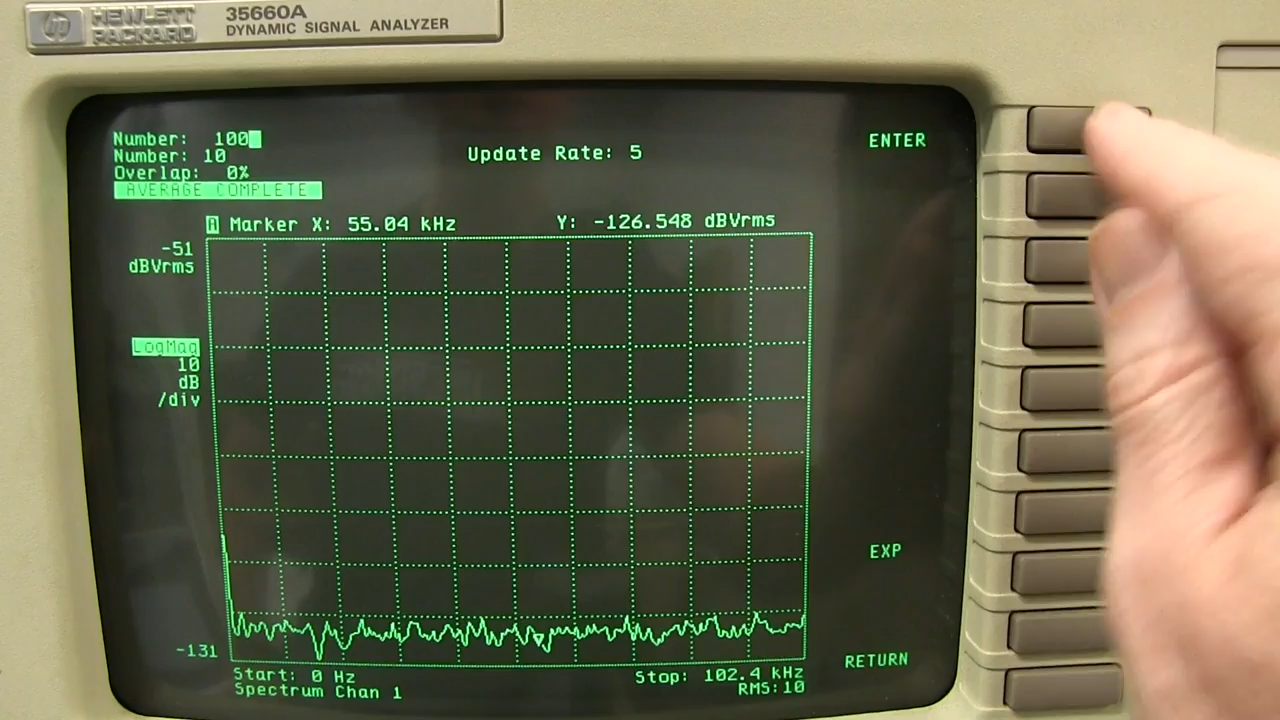 hp HEWLETT PACKARD
35660A
DYNAMIC SIGNAL ANALYZER
Number: 100
Number: 10
Overlap: 0%
AVERAGE COMPLETE
Update Rate: 5
ENTER
A Marker X: 55.04 kHz Y: -126.548 dBVrms
-51
dBVrms
LogMag
10
dB
/div
EXP
-131
RETURN
Start: 0 Hz Stop: 102.4 kHz
Spectrum Chan 1 RMS:10